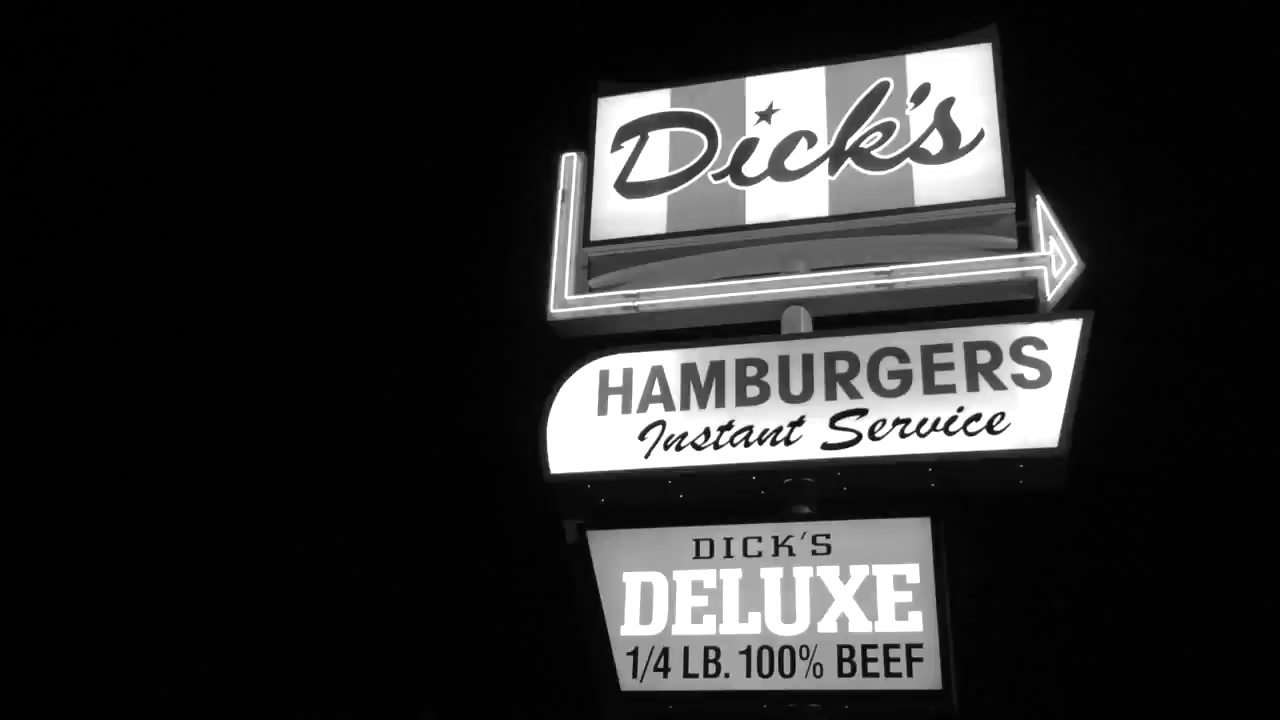 Dick's
HAMBURGERS
Instant Service
DICK'S
DELUXE
1/4 LB. 100% BEEF